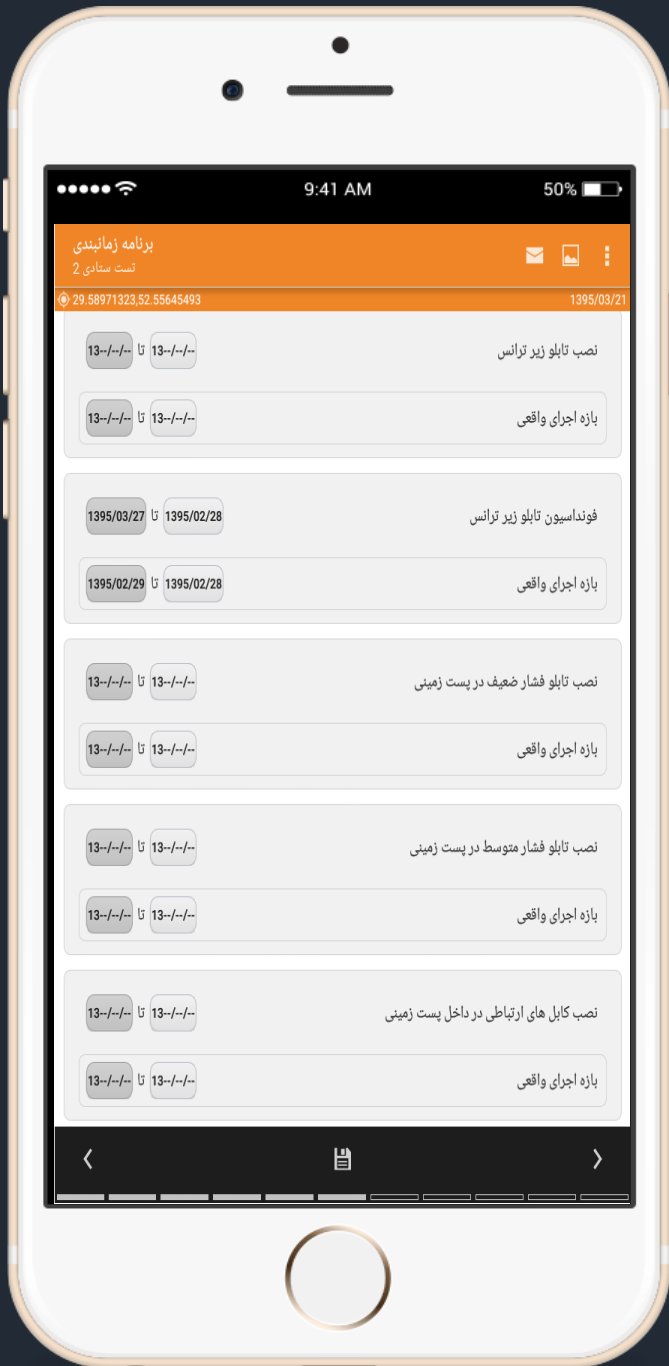 9:41 AM
50%
برنامه زمانبندی
تست ستادی 2
29.58971323,52.55645493
1395/03/21
نصب تابلو زیر ترانس
13--/--/-- تا 13--/--/--
بازه اجرای واقعی
13--/--/-- تا 13--/--/--
فونداسیون تابلو زیر ترانس
1395/02/28 تا 1395/03/27
بازه اجرای واقعی
1395/02/28 تا 1395/02/29
نصب تابلو فشار ضعیف در پست زمینی
13--/--/-- تا 13--/--/--
بازه اجرای واقعی
13--/--/-- تا 13--/--/--
نصب تابلو فشار متوسط در پست زمینی
13--/--/-- تا 13--/--/--
بازه اجرای واقعی
13--/--/-- تا 13--/--/--
نصب کابل های ارتباطی در داخل پست زمینی
13--/--/-- تا 13--/--/--
بازه اجرای واقعی
13--/--/-- تا 13--/--/--